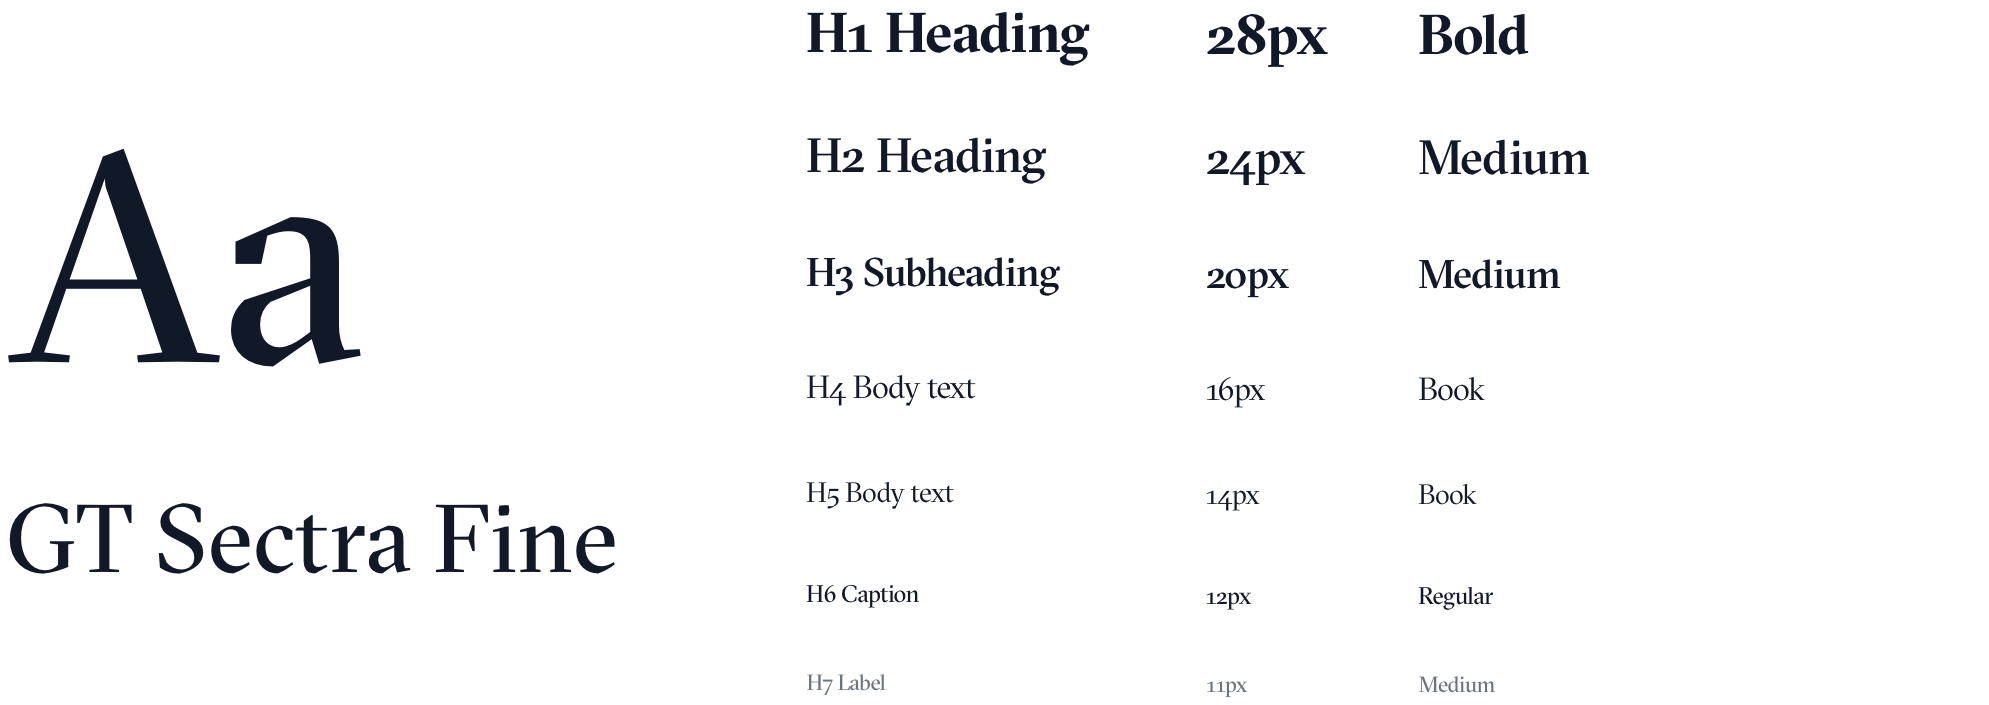 Aa
GT Sectra Fine
H1 Heading 28px Bold
H2 Heading 24px Medium
H3 Subheading 20px Medium
H4 Body text 16px Book
H5 Body text 14px Book
H6 Caption 12px Regular
H7 Label 11px Medium